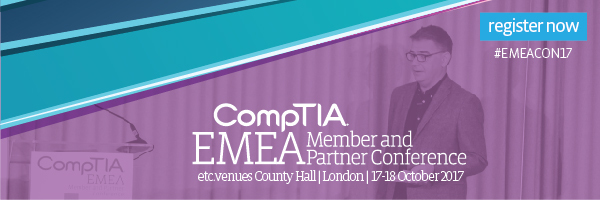 register now
#EMEACON17
CompTIA.
EMEA Member and
Partner Conference
etc.venues County Hall | London | 17-18 October 2017
CompTIA
EMEA